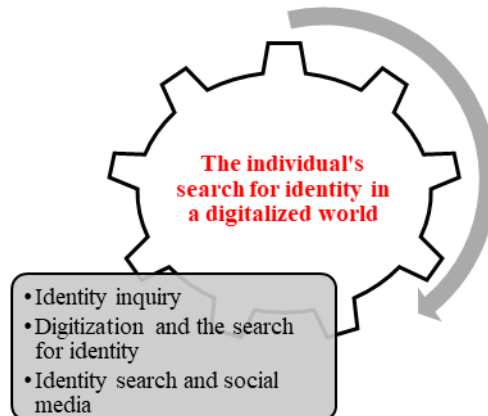 The individual's
search for identity in
a digitalized world
•Identity inquiry
•Digitization and the search
for identity
•Identity search and social
media